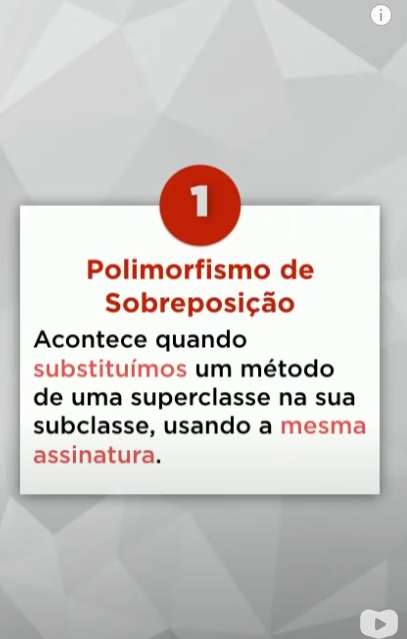 i
1
Polimorfismo de
Sobreposição
Acontece quando
substituímos um método
de uma superclasse na sua
subclasse, usando a mesma
assinatura.